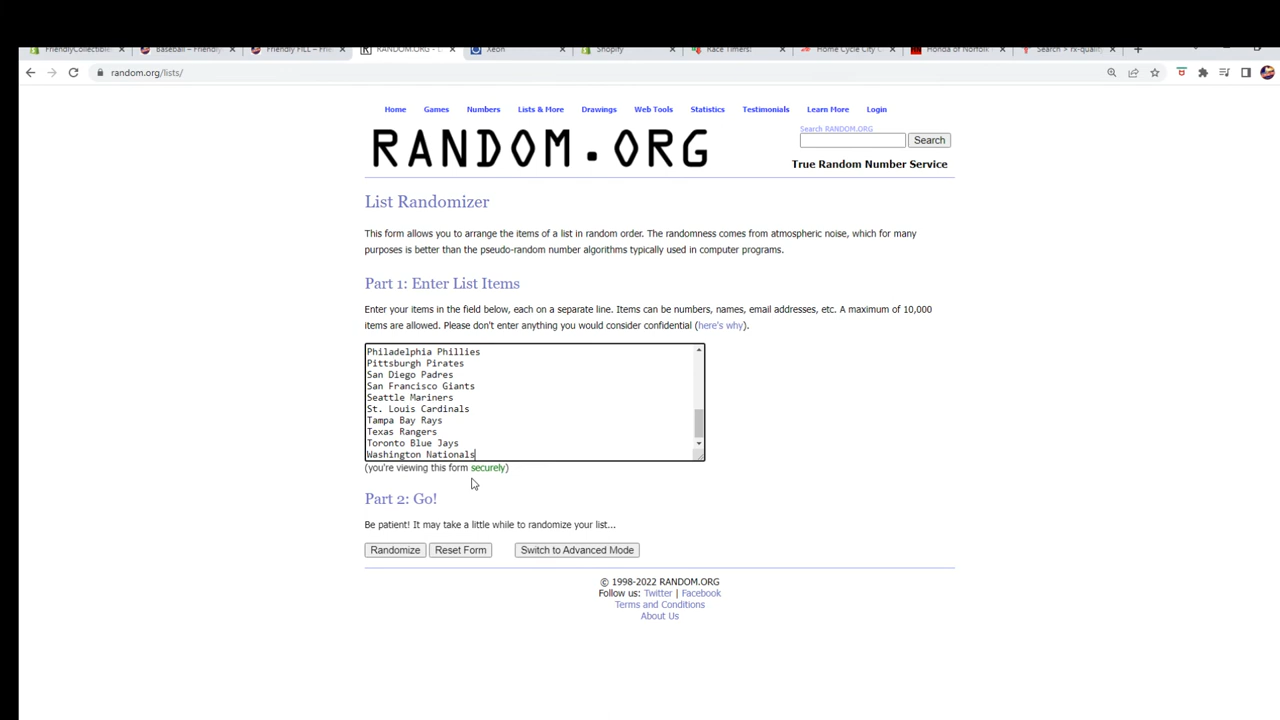 FriendlyCollectible
Baseball – Friendly
Friendly FILL – Frie
RANDOM.ORG -
Xeon
Shopify
Race Timers!
Home Cycle City C
Honda of Norfolk
Search > rx-quality
random.org/lists/
Home Games Numbers Lists & More Drawings Web Tools Statistics Testimonials Learn More Login
RANDOM.ORG
Search RANDOM.ORG
Search
True Random Number Service
List Randomizer
This form allows you to arrange the items of a list in random order. The randomness comes from atmospheric noise, which for many
purposes is better than the pseudo-random number algorithms typically used in computer programs.
Part 1: Enter List Items
Enter your items in the field below, each on a separate line. Items can be numbers, names, email addresses, etc. A maximum of 10,000
items are allowed. Please don't enter anything you would consider confidential (here's why).
Philadelphia Phillies
Pittsburgh Pirates
San Diego Padres
San Francisco Giants
Seattle Mariners
St. Louis Cardinals
Tampa Bay Rays
Texas Rangers
Toronto Blue Jays
Washington Nationals
(you're viewing this form securely)
Part 2: Go!
Be patient! It may take a little while to randomize your list...
Randomize Reset Form Switch to Advanced Mode
© 1998-2022 RANDOM.ORG
Follow us: Twitter | Facebook
Terms and Conditions
About Us